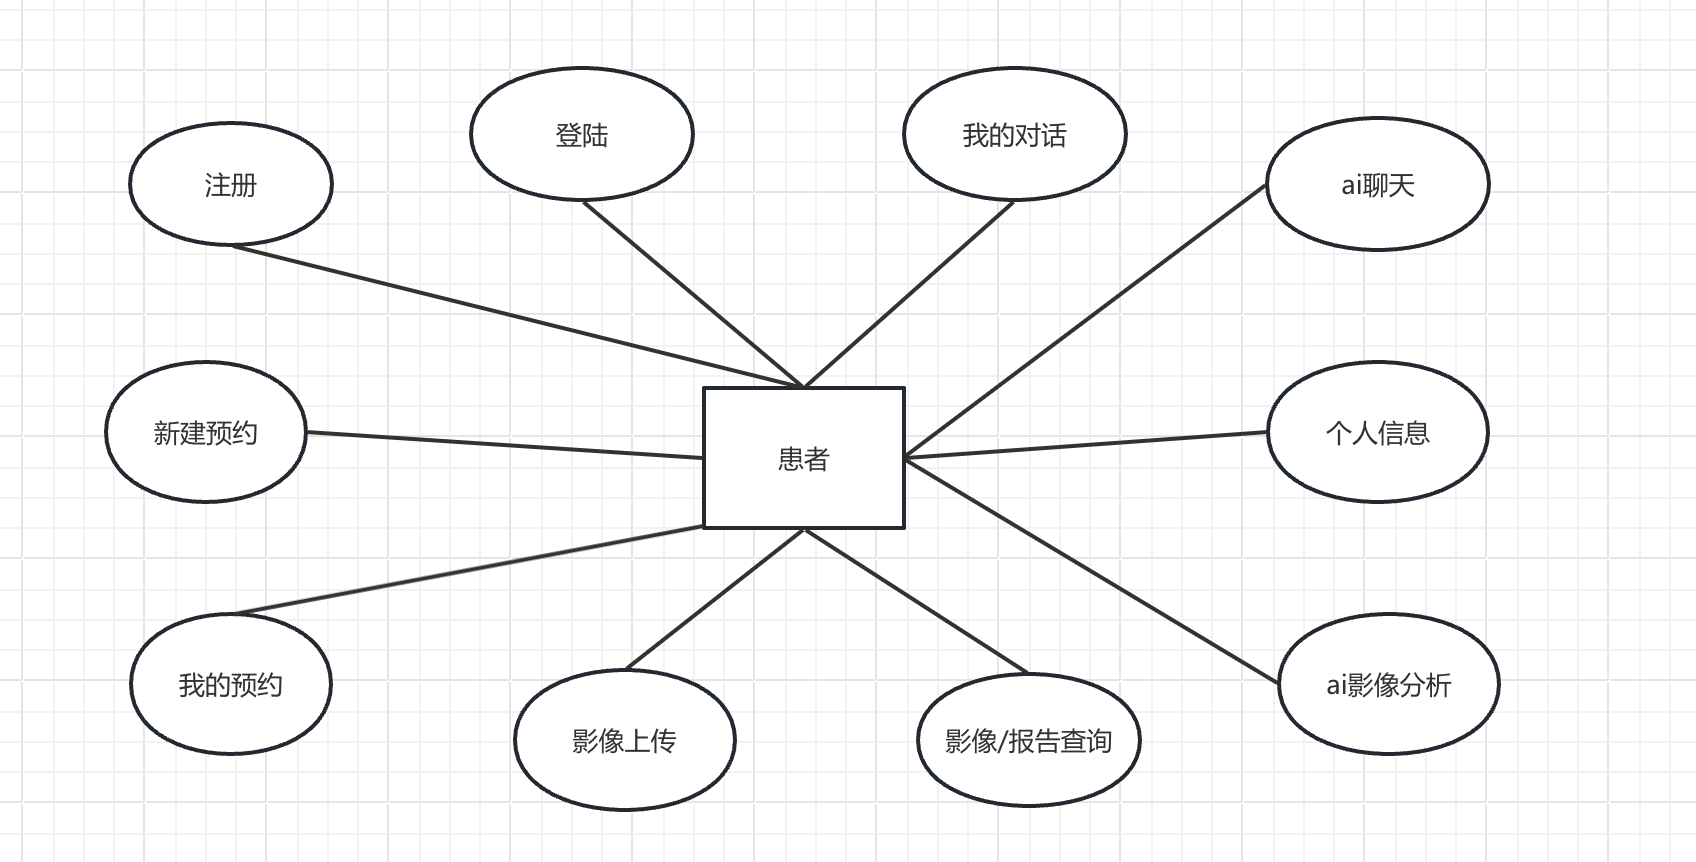 登陆
我的对话
注册
ai聊天
新建预约
个人信息
患者
我的预约
ai影像分析
影像上传
影像/报告查询